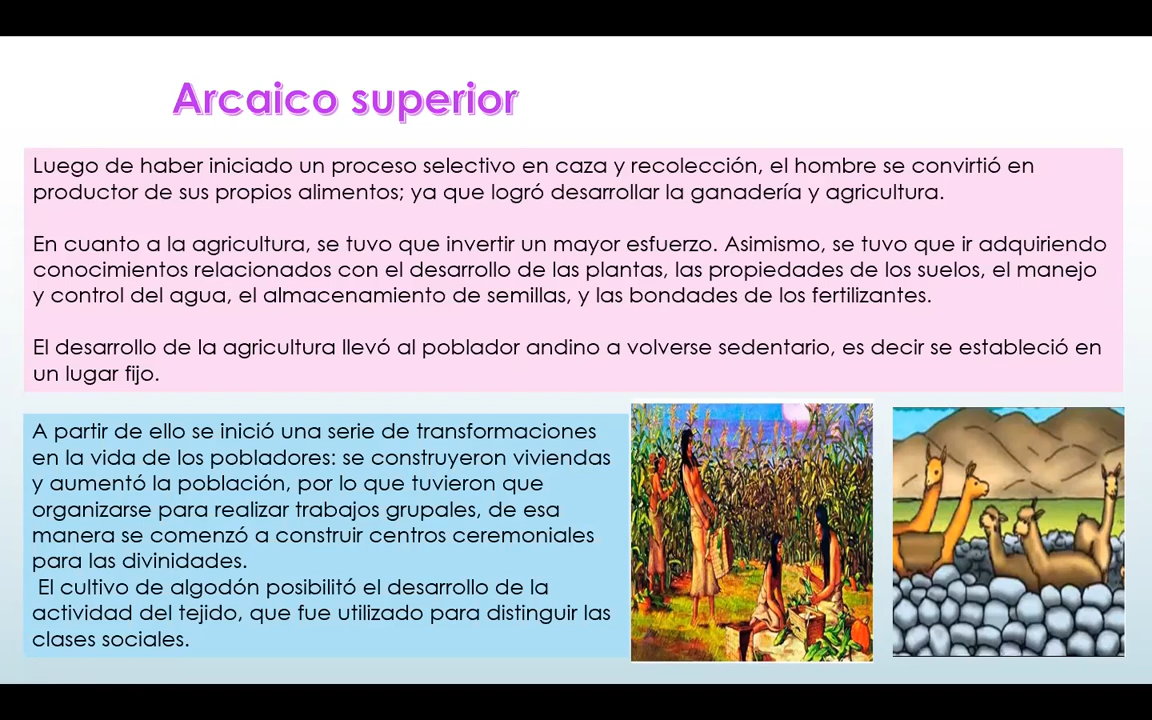 Arcaico superior
Luego de haber iniciado un proceso selectivo en caza y recolección, el hombre se convirtió en
productor de sus propios alimentos; ya que logró desarrollar la ganadería y agricultura.
En cuanto a la agricultura, se tuvo que invertir un mayor esfuerzo. Asimismo, se tuvo que ir adquiriendo
conocimientos relacionados con el desarrollo de las plantas, las propiedades de los suelos, el manejo
y control del agua, el almacenamiento de semillas, y las bondades de los fertilizantes.
El desarrollo de la agricultura llevó al poblador andino a volverse sedentario, es decir se estableció en
un lugar fijo.
A partir de ello se inició una serie de transformaciones
en la vida de los pobladores: se construyeron viviendas
y aumentó la población, por lo que tuvieron que
organizarse para realizar trabajos grupales, de esa
manera se comenzó a construir centros ceremoniales
para las divinidades.
El cultivo de algodón posibilitó el desarrollo de la
actividad del tejido, que fue utilizado para distinguir las
clases sociales.